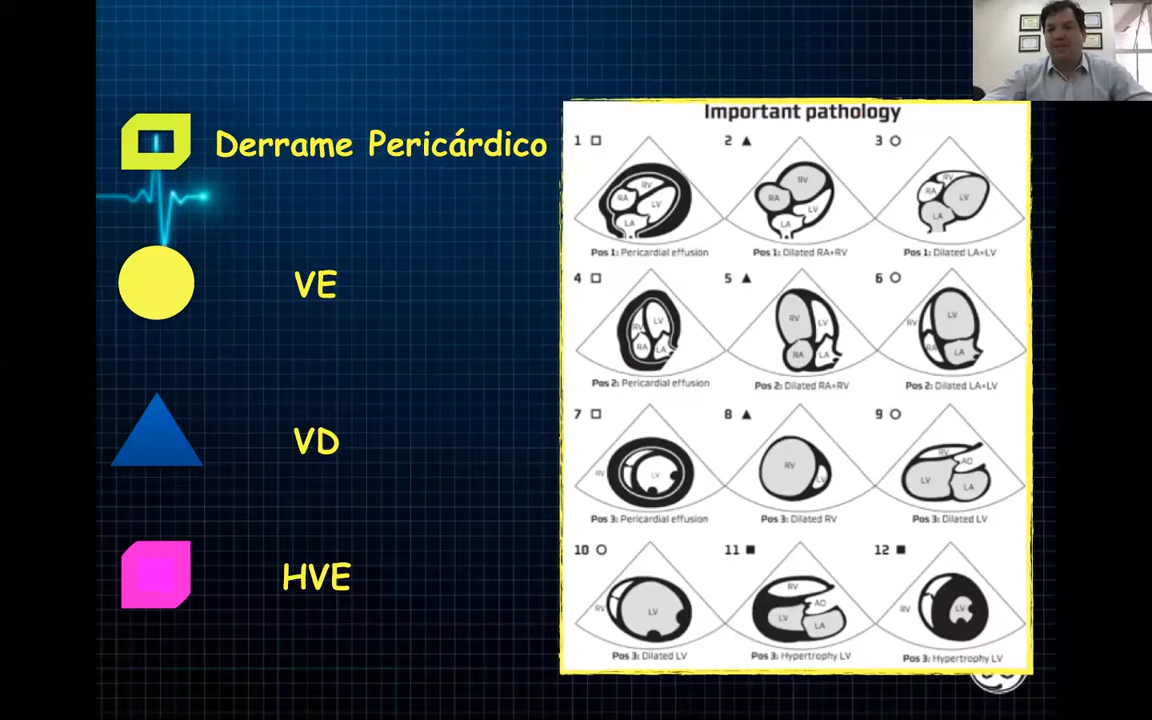 Derrame Pericárdico
VE
VD
HVE
Important pathology
1 2 3
RA RV LV LA
RA RV LV LA
RA RV LV LA
Pos 1: Pericardial effusion
Pos 1: Dilated RA+RV
Pos 1: Dilated LA+LV
4 5 6
RV LV RA LA
RV LV RA LA
RV LV RA LA
Pos 2: Pericardial effusion
Pos 2: Dilated RA+RV
Pos 2: Dilated LA+LV
7 8 9
RV LV
RV LV
RV AO LV LA
Pos 3: Pericardial effusion
Pos 3: Dilated RV
Pos 3: Dilated LV
10 11 12
RV LV
RV AO LV LA
RV LV
Pos 3: Dilated LV
Pos 3: Hypertrophy LV
Pos 3: Hypertrophy LV